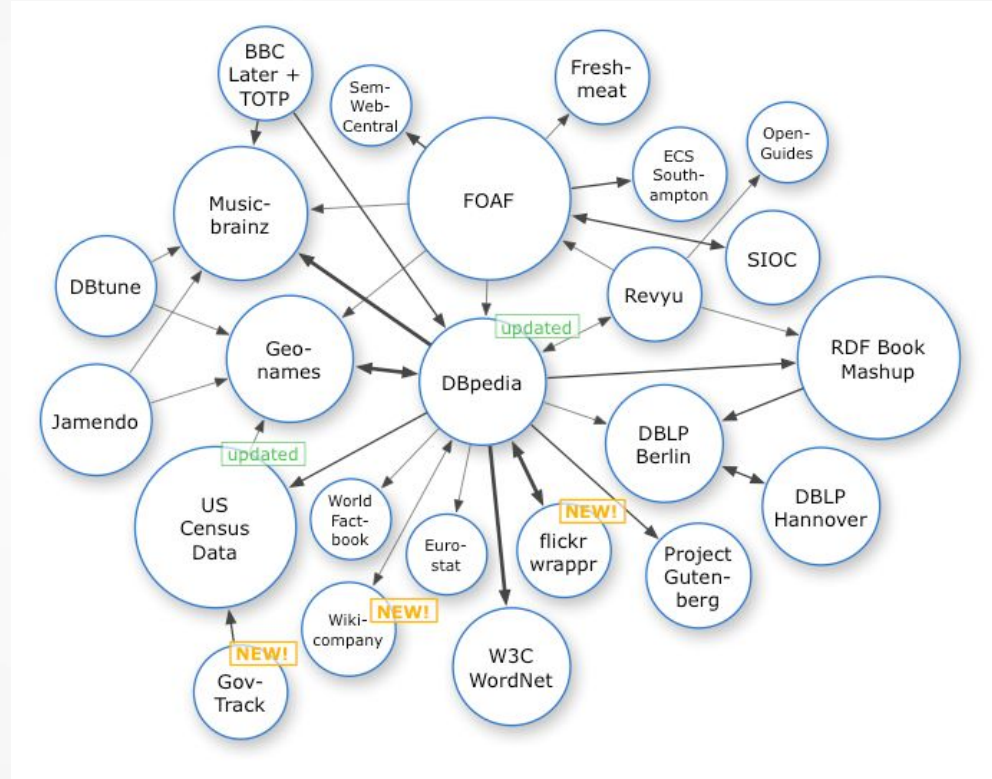 BBC
Later +
TOTP
Sem-
Web-
Central
Fresh-
meat
Open-
Guides
ECS
South-
ampton
FOAF
Music-
brainz
SIOC
DBtune
Revyu
updated
Geo-
names
DBpedia
RDF Book
Mashup
Jamendo
updated
DBLP
Berlin
US
Census
Data
World
Fact-
book
Euro-
stat
NEW!
flickr
wrappr
DBLP
Hannover
Project
Guten-
berg
NEW!
Wiki-
company
W3C
WordNet
NEW!
Gov-
Track